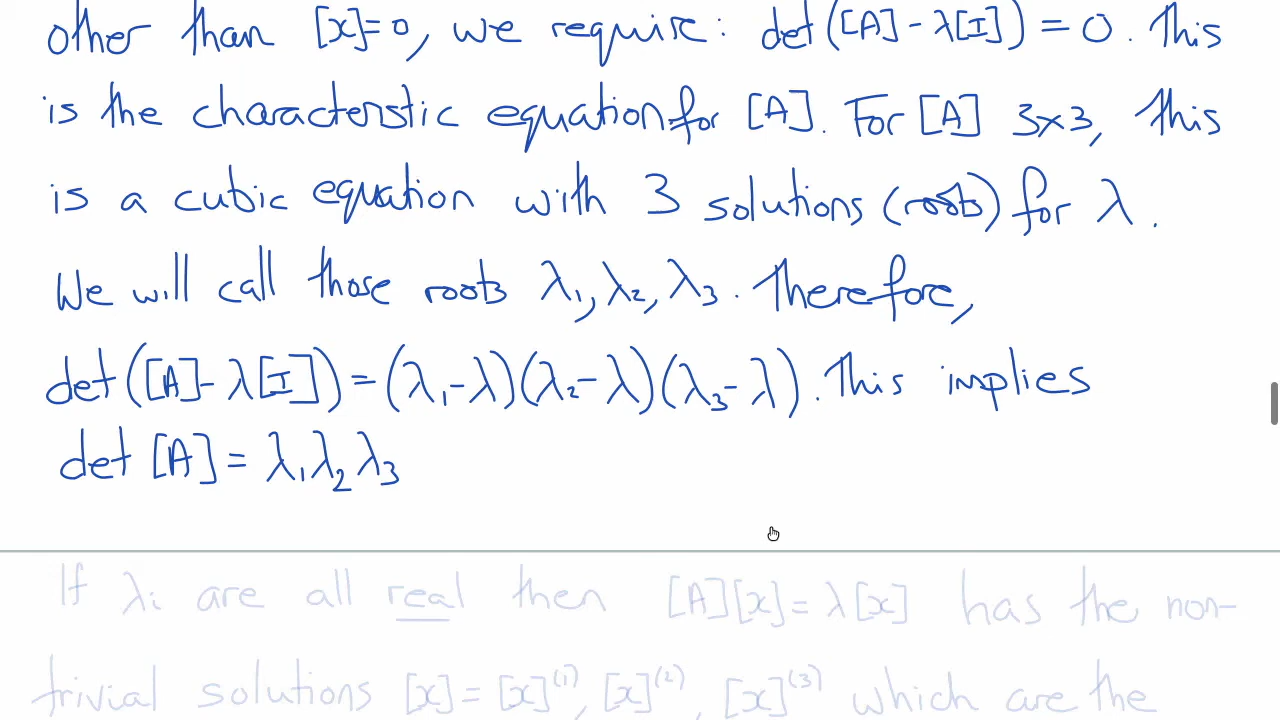 other than [x]=0, we require: det([A]-λ[I])=0. This
is the characterstic equation for [A]. For [A] 3x3, this
is a cubic equation with 3 solutions (roots) for λ.
We will call those roots λ₁, λ₂, λ₃. Therefore,
det([A]-λ[I])=(λ₁-λ)(λ₂-λ)(λ₃-λ). This implies
det [A]=λ₁λ₂λ₃
If λᵢ are all real then [A][x]=λ[x] has the non-
trivial solutions [x]=[x]⁽¹⁾, [x]⁽²⁾, [x]⁽³⁾ which are the